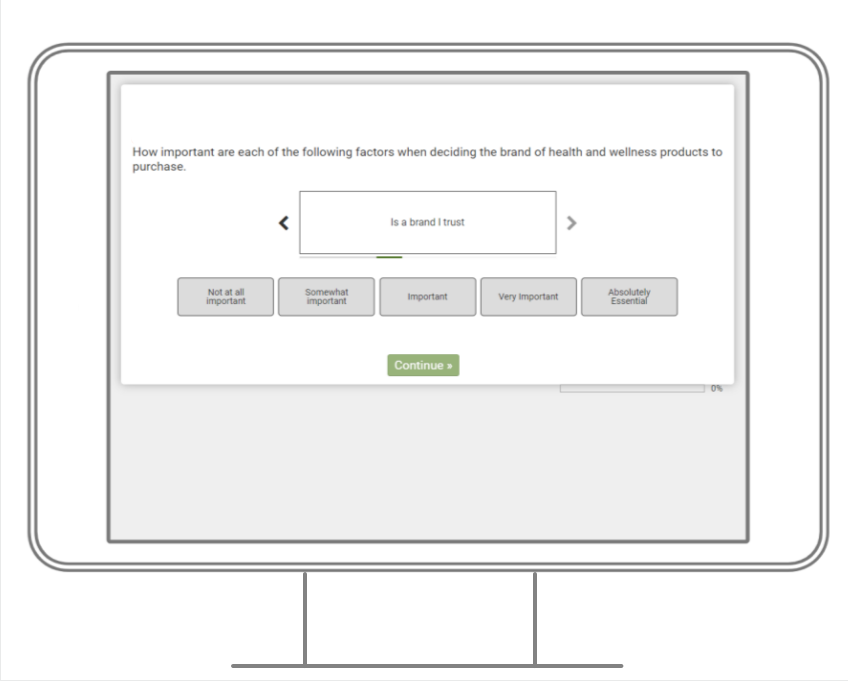 How important are each of the following factors when deciding the brand of health and wellness products to
purchase.
Is a brand I trust
Not at all
important
Somewhat
important
Important
Very Important
Absolutely
Essential
Continue »
0%